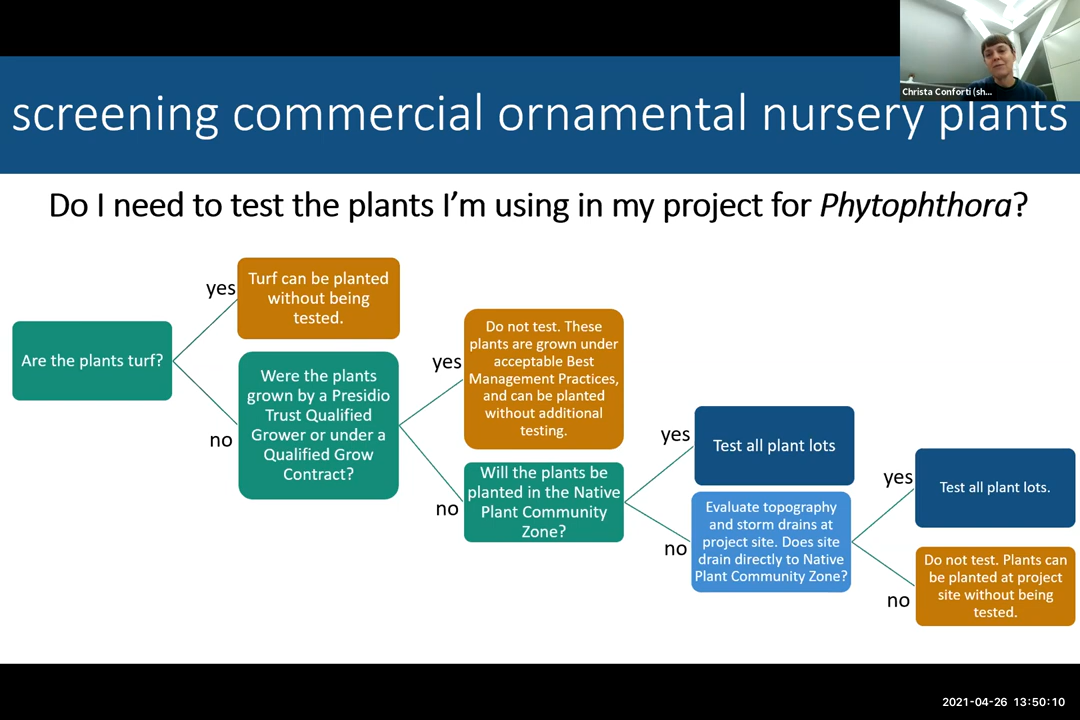 Christa Conforti (sh...
screening commercial ornamental nursery plants
Do I need to test the plants I’m using in my project for Phytophthora?
Are the plants turf?
yes
Turf can be planted
without being
tested.
no
Were the plants
grown by a Presidio
Trust Qualified
Grower or under a
Qualified Grow
Contract?
yes
Do not test. These
plants are grown under
acceptable Best
Management Practices,
and can be planted
without additional
testing.
no
Will the plants be
planted in the Native
Plant Community
Zone?
yes
Test all plant lots
no
Evaluate topography
and storm drains at
project site. Does site
drain directly to Native
Plant Community Zone?
yes
Test all plant lots.
no
Do not test. Plants can
be planted at project
site without being
tested.
2021-04-26 13:50:10